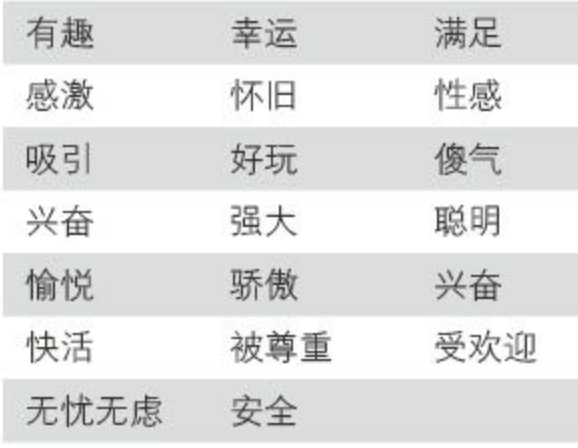 有趣 幸运 满足
感激 怀旧 性感
吸引 好玩 傻气
兴奋 强大 聪明
愉悦 骄傲 兴奋
快活 被尊重 受欢迎
无忧无虑 安全